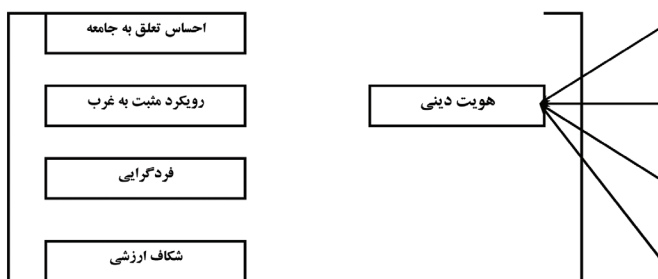 احساس تعلق به جامعه
رویکرد مثبت به غرب
هویت دینی
فردگرایی
شکاف ارزشی